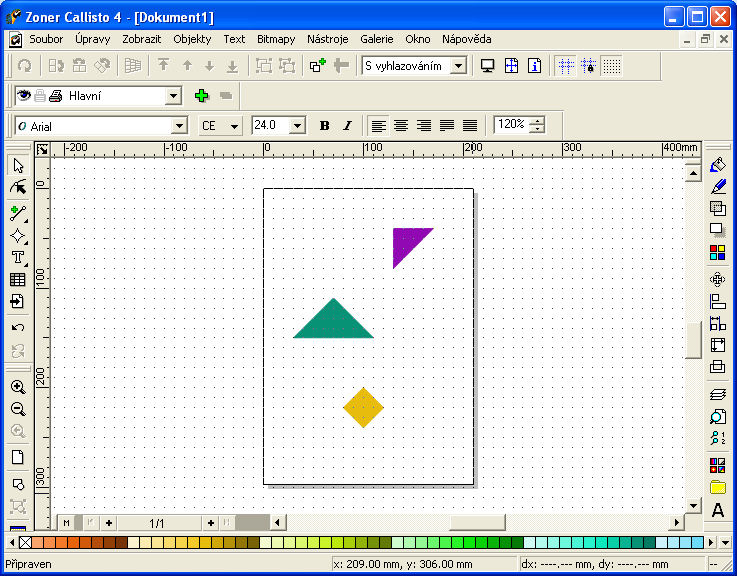 Zoner Callisto 4 - [Dokument1]
Soubor Úpravy Zobrazit Objekty Text Bitmapy Nástroje Galerie Okno Nápověda
S vyhlazováním
Hlavní
O Arial CE 24.0 B I 120%
-200 -100 0 100 200 300 400mm
0
100
200
300
1/1
Připraven x: 209.00 mm, y: 306.00 mm dx: ----.-- mm, dy: ----.-- mm --